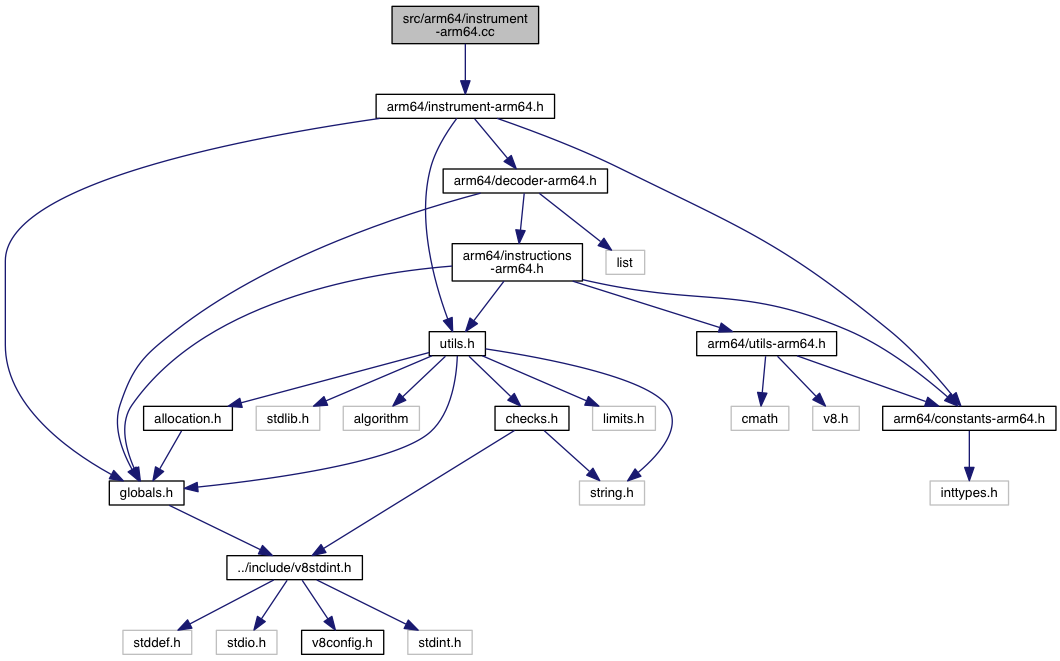 src/arm64/instrument
-arm64.cc
arm64/instrument-arm64.h
arm64/decoder-arm64.h
arm64/instructions
-arm64.h
list
utils.h
arm64/utils-arm64.h
allocation.h
stdlib.h
algorithm
checks.h
limits.h
cmath
v8.h
arm64/constants-arm64.h
globals.h
string.h
inttypes.h
../include/v8stdint.h
stddef.h
stdio.h
v8config.h
stdint.h